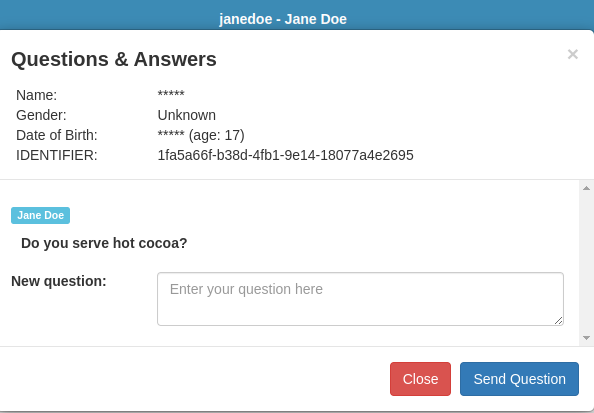 janedoe - Jane Doe
Questions & Answers
×
Name: *****
Gender: Unknown
Date of Birth: ***** (age: 17)
IDENTIFIER: 1fa5a66f-b38d-4fb1-9e14-18077a4e2695
Jane Doe
Do you serve hot cocoa?
New question: Enter your question here
Close Send Question